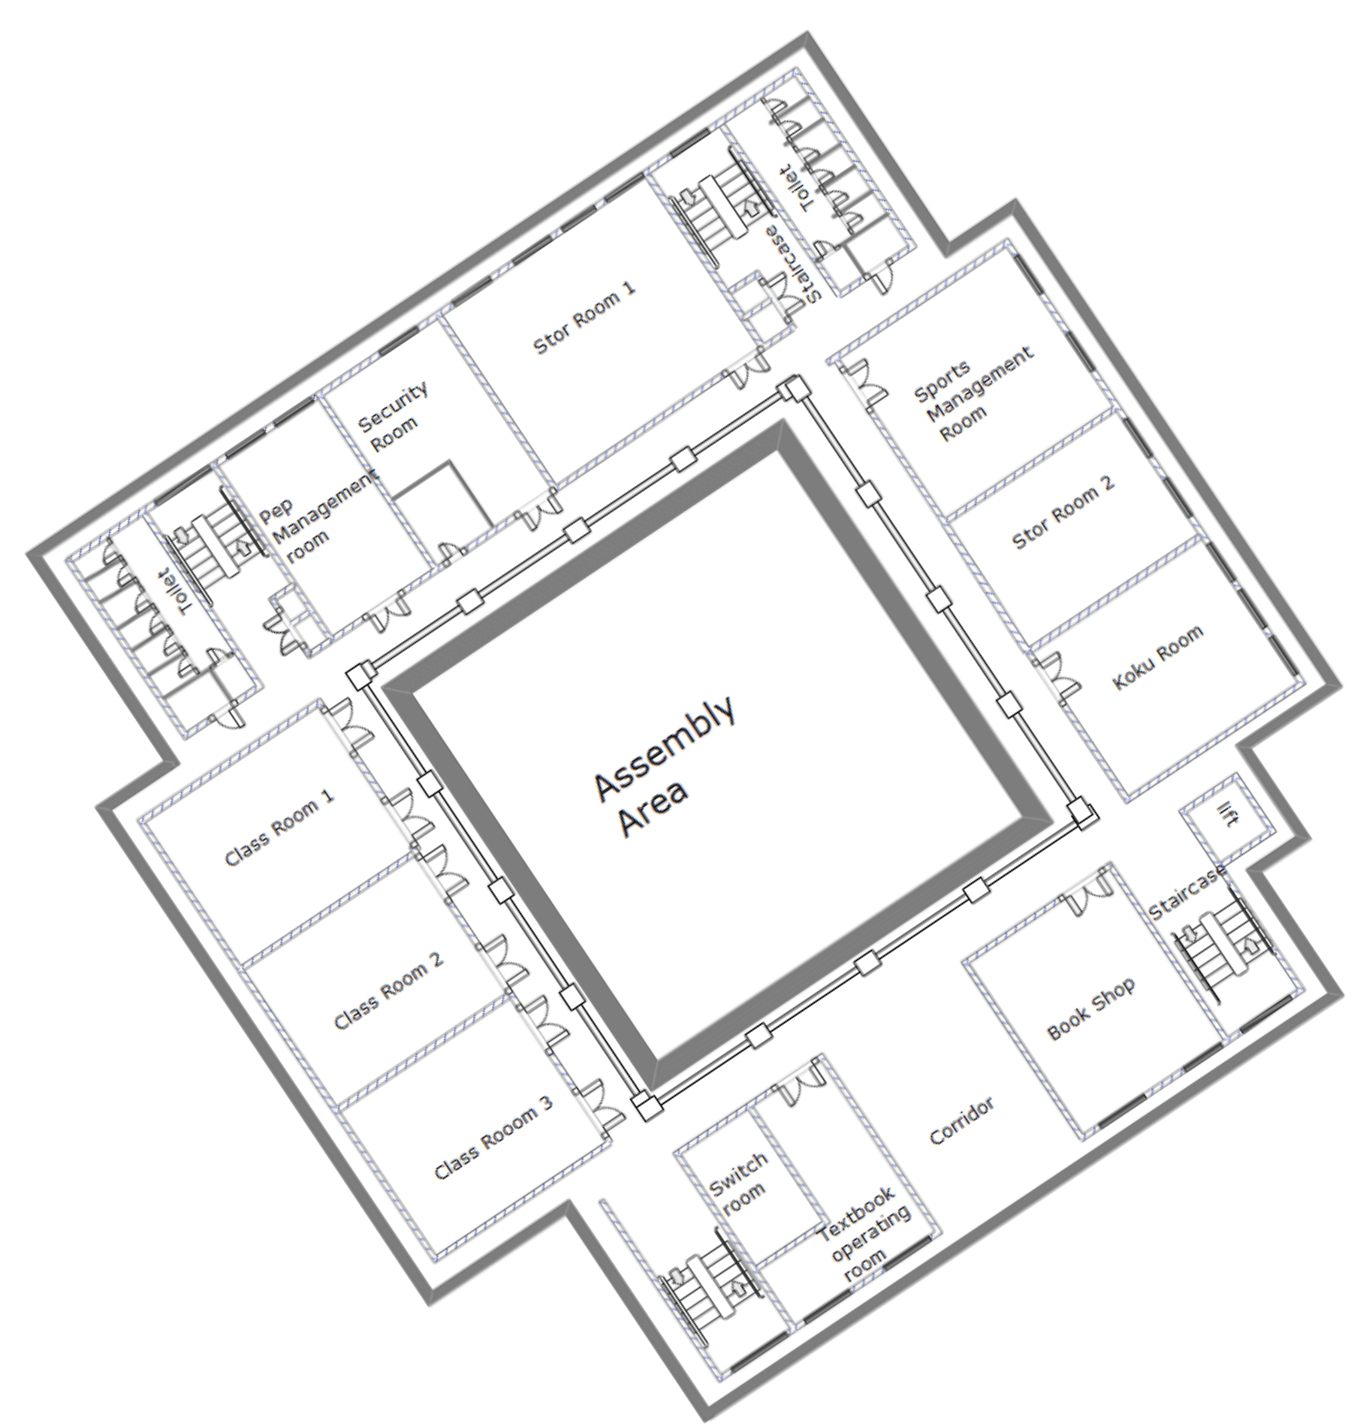 Toilet
Staircase
Stor Room 1
Security
Room
Pep
Management
room
Toilet
Sports
Management
Room
Stor Room 2
Koku Room
Assembly
Area
Class Room 1
Class Room 2
Class Rooom 3
lift
Staircase
Book Shop
Corridor
Switch
room
Textbook
operating
room